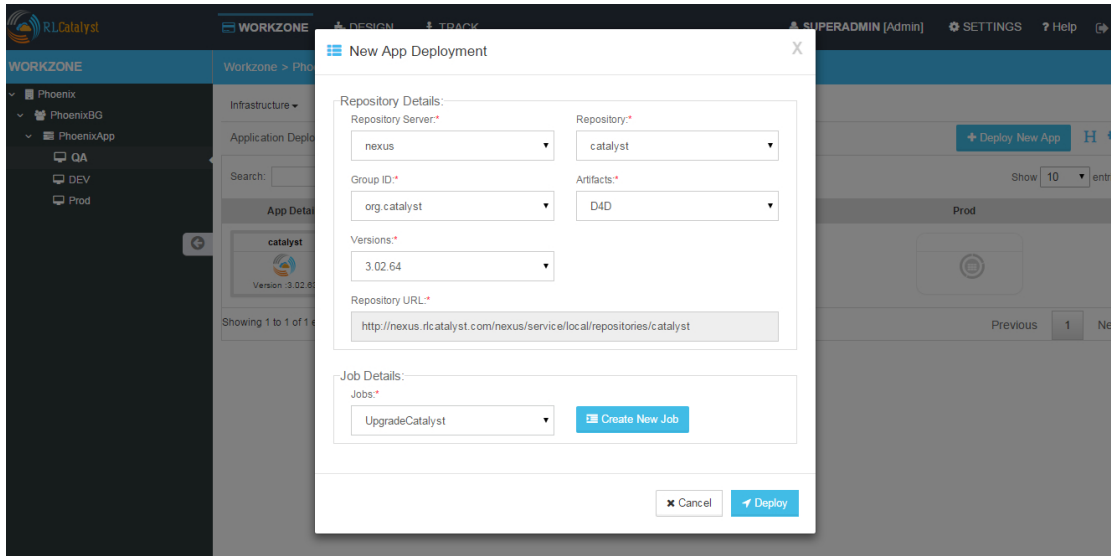 RLCatalyst
WORKZONE DESIGN TRACK SUPERADMIN [Admin] SETTINGS ? Help
WORKZONE
Workzone > Pho
Phoenix
PhoenixBG
PhoenixApp
QA
DEV
Prod
Infrastructure
Application Deplo
+ Deploy New App
H
Search:
Show 10 entr
App Detai
Prod
catalyst
Version :3.02.6
Showing 1 to 1 of 1 e
Previous 1 Ne
New App Deployment X
Repository Details:
Repository Server:* Repository:*
nexus catalyst
Group ID:* Artifacts:*
org.catalyst D4D
Versions:*
3.02.64
Repository URL:*
http://nexus.rlcatalyst.com/nexus/service/local/repositories/catalyst
Job Details:
Jobs:*
UpgradeCatalyst Create New Job
Cancel Deploy